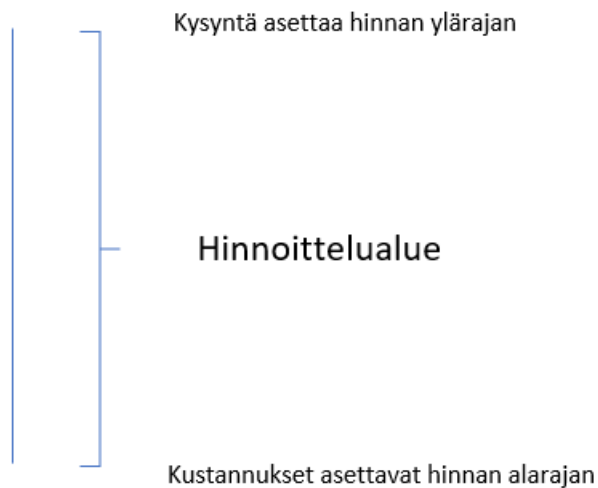 Kysyntä asettaa hinnan ylärajan
Hinnoittelualue
Kustannukset asettavat hinnan alarajan